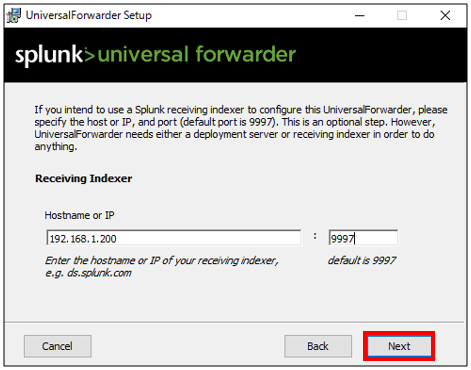 UniversalForwarder Setup
splunk>universal forwarder
If you intend to use a Splunk receiving indexer to configure this UniversalForwarder, please
specify the host or IP, and port (default port is 9997). This is an optional step. However,
UniversalForwarder needs either a deployment server or receiving indexer in order to do
anything.
Receiving Indexer
Hostname or IP
192.168.1.200 : 9997
Enter the hostname or IP of your receiving indexer, default is 9997
e.g. ds.splunk.com
Cancel Back Next